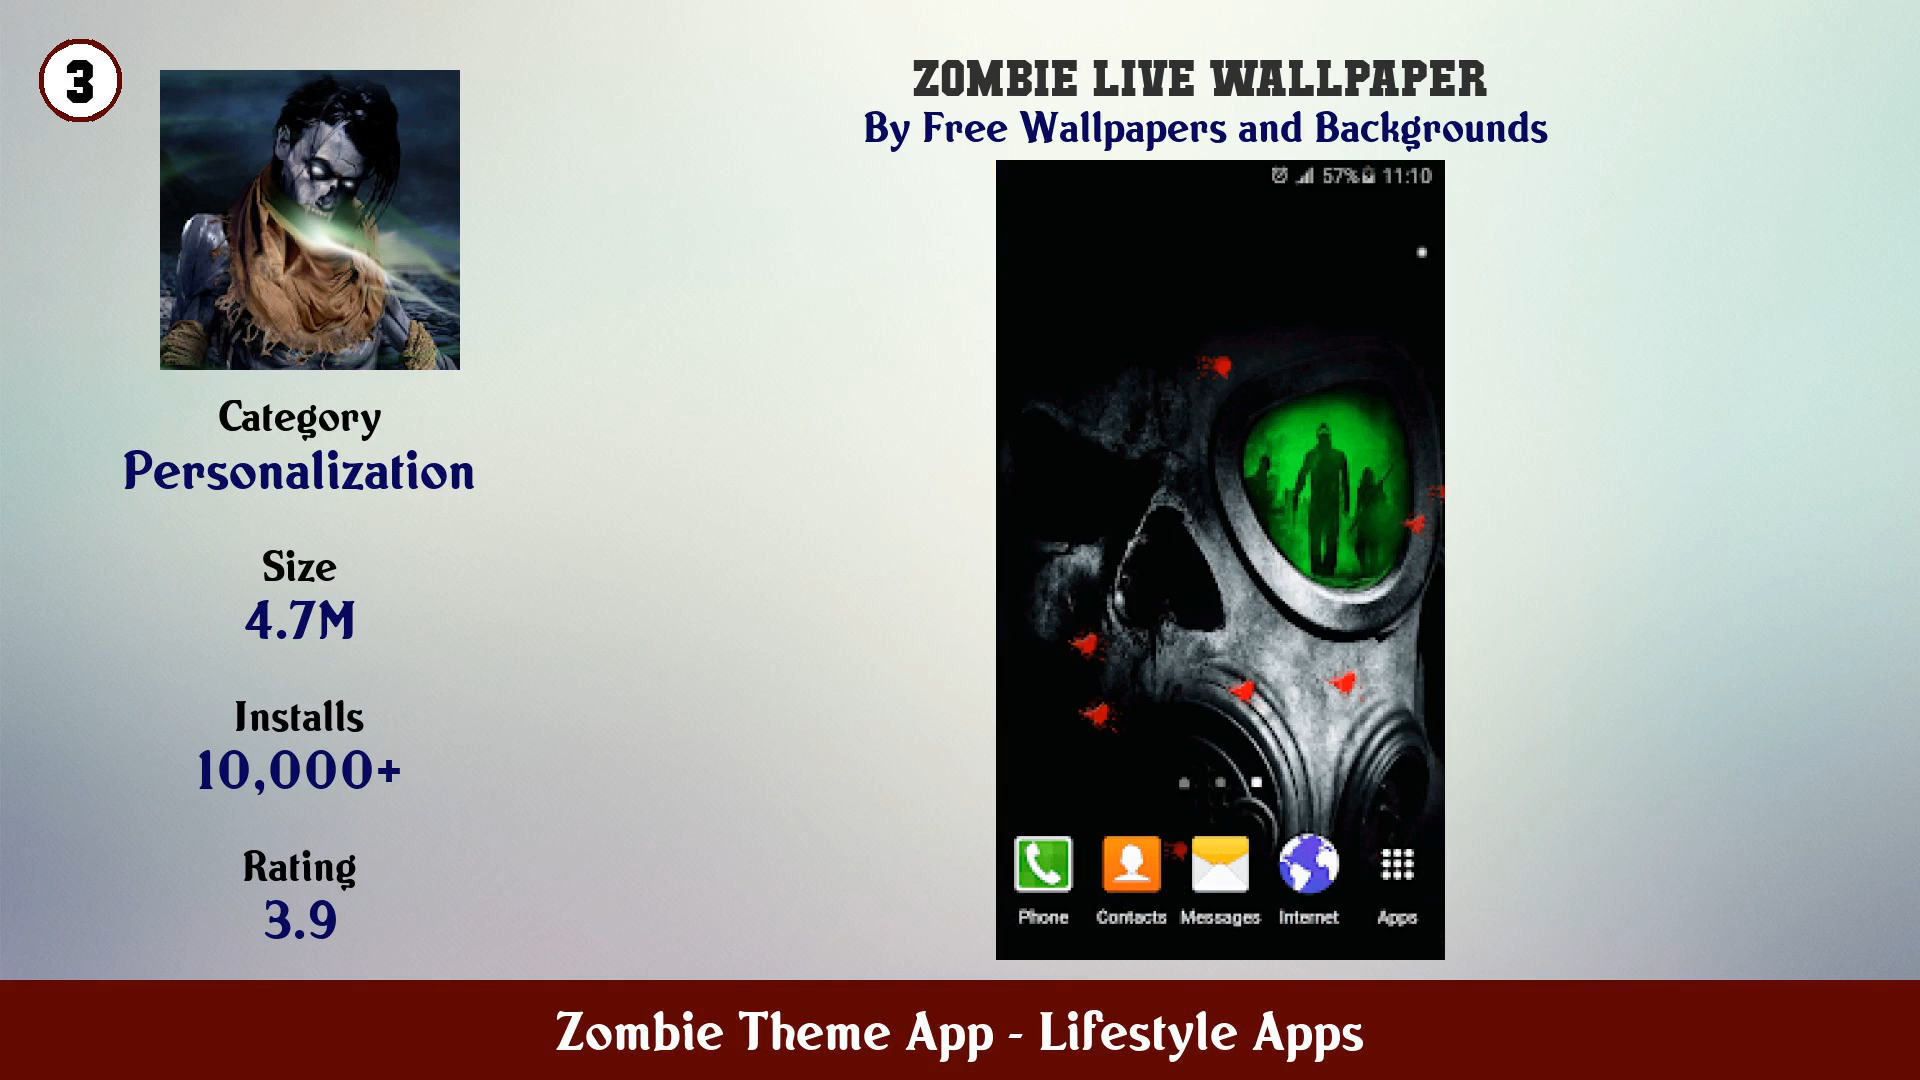 3
ZOMBIE LIVE WALLPAPER
By Free Wallpapers and Backgrounds
57% 11:10
Category
Personalization
Size
4.7M
Installs
10,000+
Rating
3.9
Phone Contacts Messages Internet Apps
Zombie Theme App - Lifestyle Apps